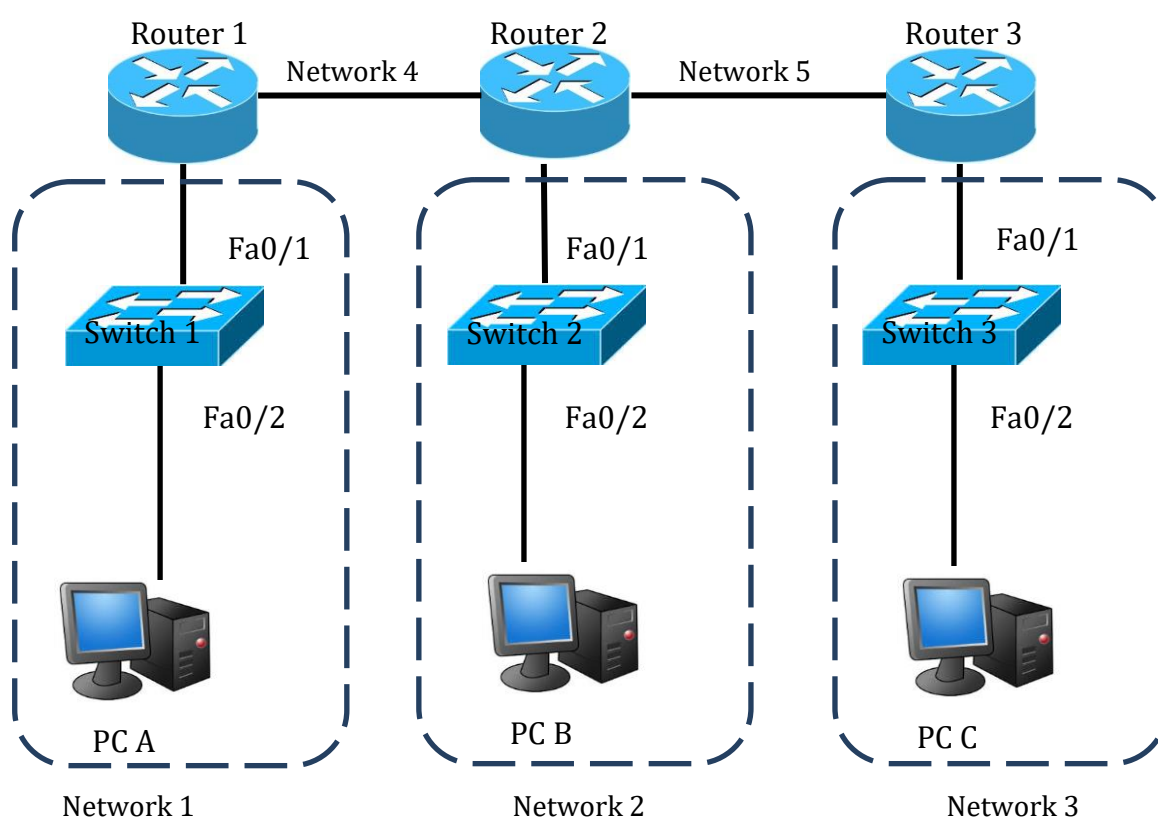 Router 1
Router 2
Router 3
Network 4
Network 5
Fa0/1
Fa0/1
Fa0/1
Switch 1
Switch 2
Switch 3
Fa0/2
Fa0/2
Fa0/2
PC A
PC B
PC C
Network 1
Network 2
Network 3